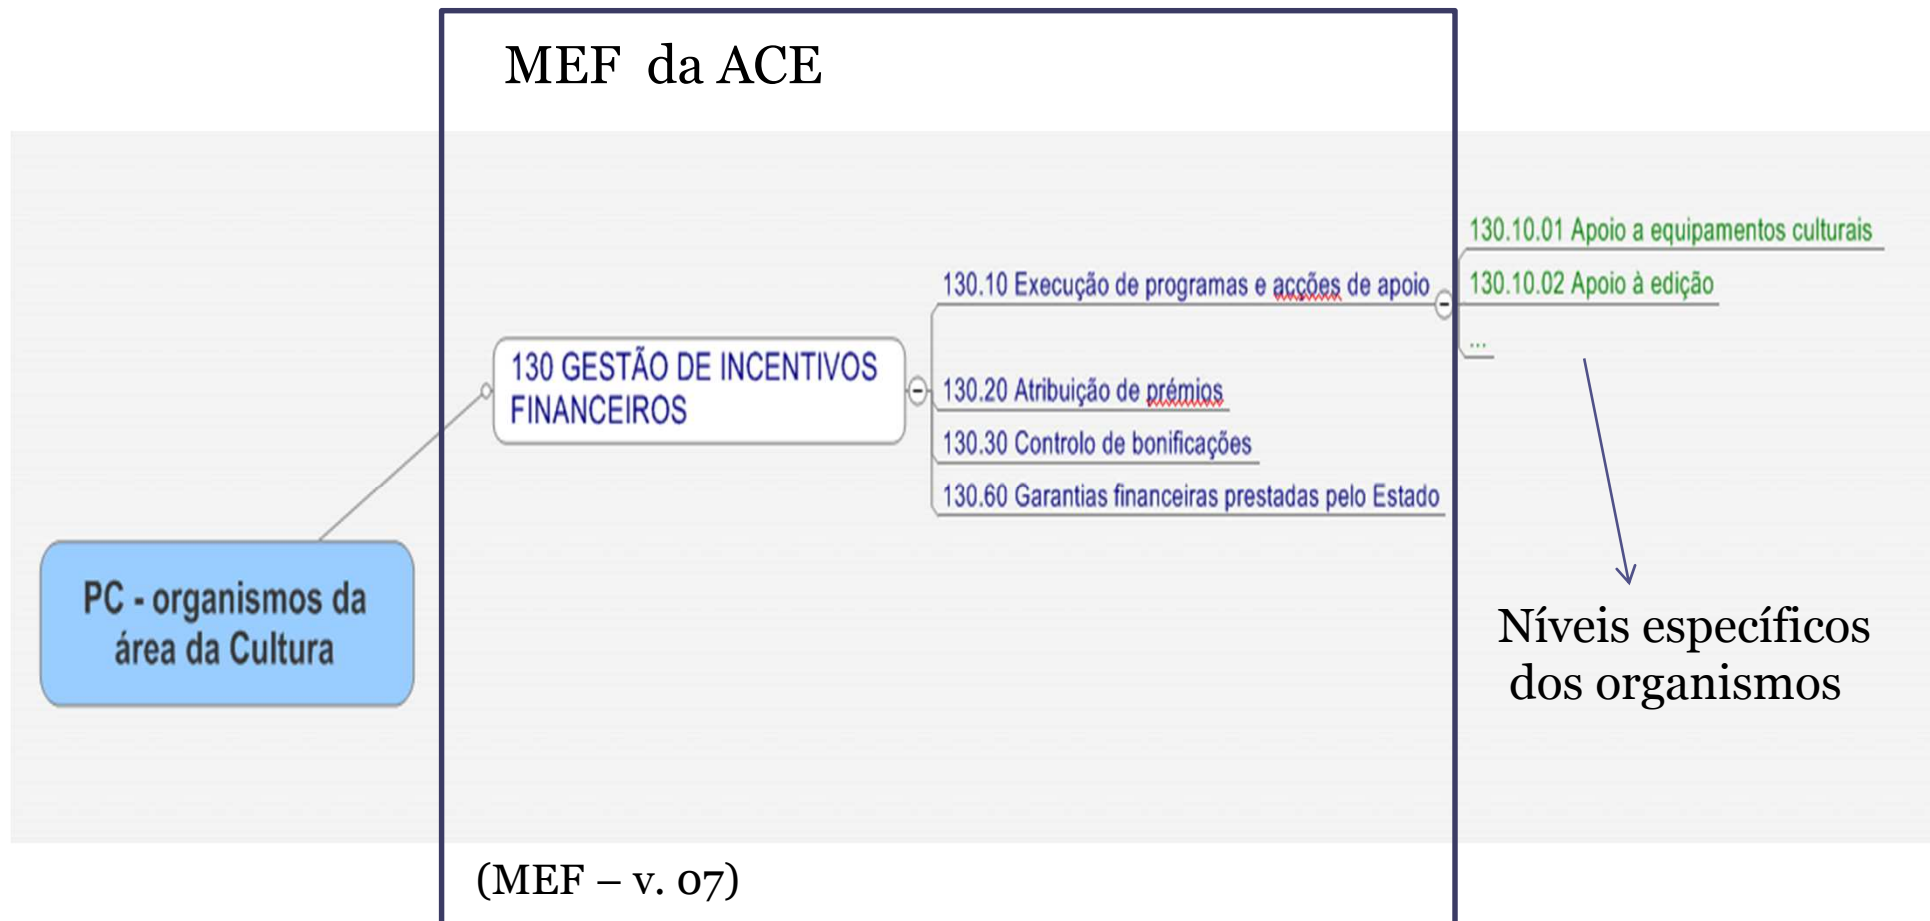 MEF da ACE
130.10.01 Apoio a equipamentos culturais
130.10 Execução de programas e acções de apoio
130.10.02 Apoio à edição
...
130 GESTÃO DE INCENTIVOS
FINANCEIROS
130.20 Atribuição de prémios
130.30 Controlo de bonificações
130.60 Garantias financeiras prestadas pelo Estado
PC - organismos da
área da Cultura
Níveis específicos
dos organismos
(MEF – v. 07)